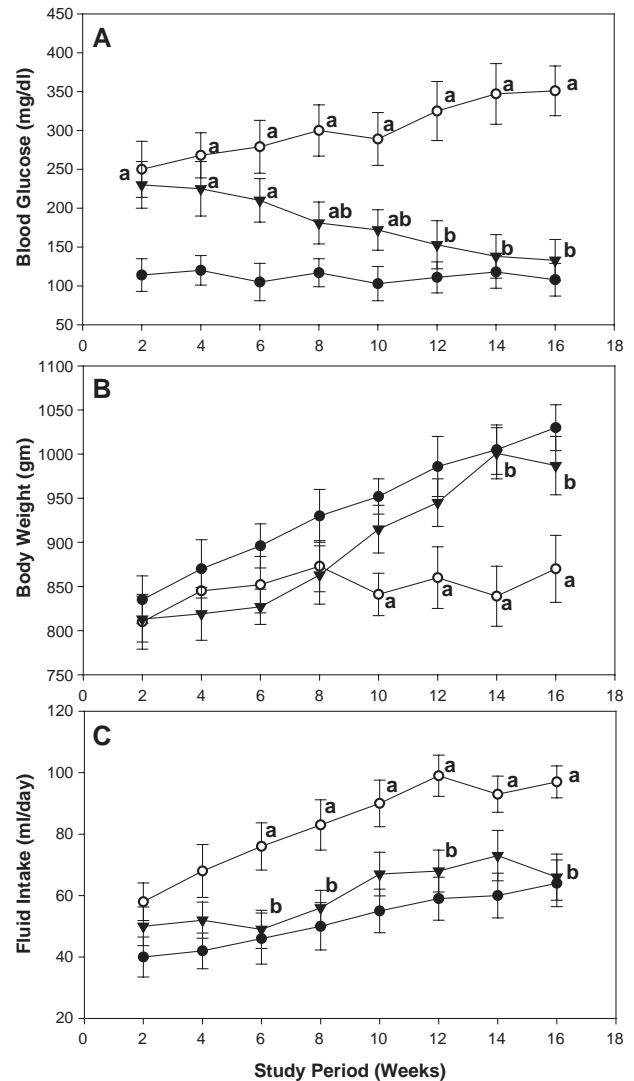 A
Blood Glucose (mg/dl)
450
400
350
300
250
200
150
100
50
a a a a a a a a
a a ab ab b b b
0 2 4 6 8 10 12 14 16 18
B
Body Weight (gm)
1100
1050
1000
950
900
850
800
750
b b
a a a a
0 2 4 6 8 10 12 14 16 18
C
Fluid Intake (ml/day)
120
100
80
60
40
20
a a a a a a
b b b b
0 2 4 6 8 10 12 14 16 18
Study Period (Weeks)